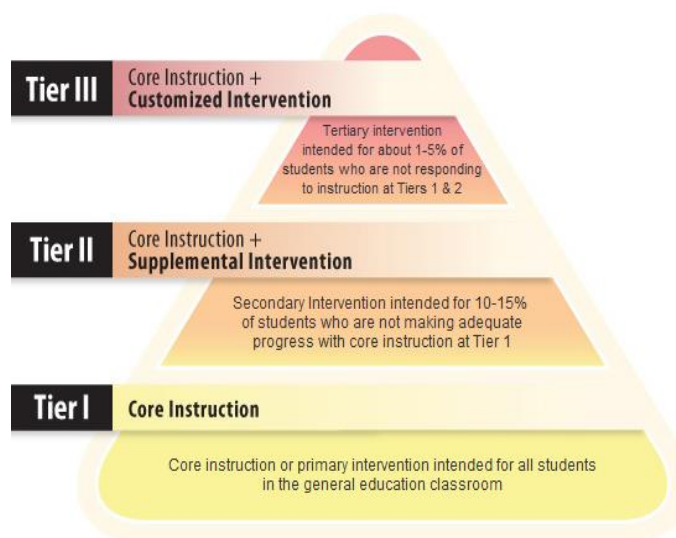 Tier III
Core Instruction +
Customized Intervention
Tertiary intervention
intended for about 1-5% of
students who are not responding
to instruction at Tiers 1 & 2
Tier II
Core Instruction +
Supplemental Intervention
Secondary Intervention intended for 10-15%
of students who are not making adequate
progress with core instruction at Tier 1
Tier I
Core Instruction
Core instruction or primary intervention intended for all students
in the general education classroom